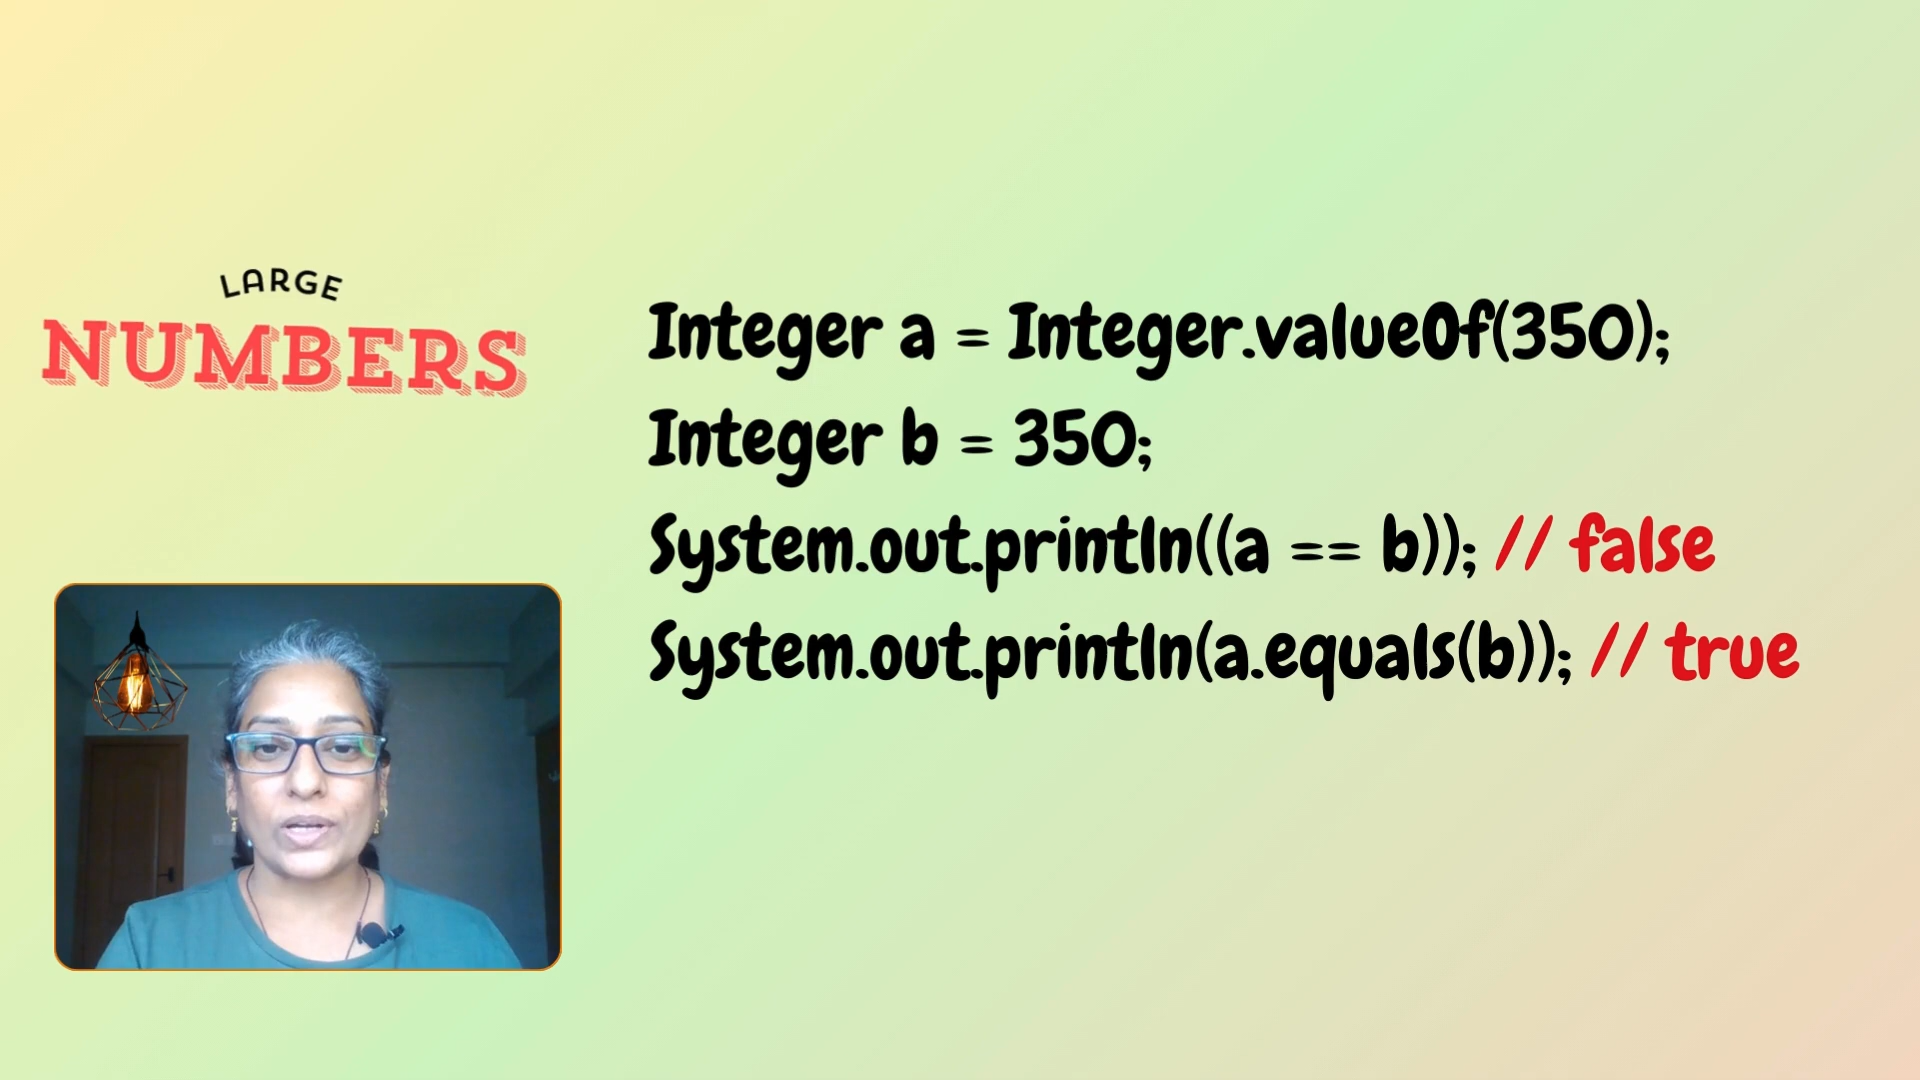 LARGE
NUMBERS
Integer a = Integer.valueOf(350);
Integer b = 350;
System.out.println((a == b)); // false
System.out.println(a.equals(b)); // true